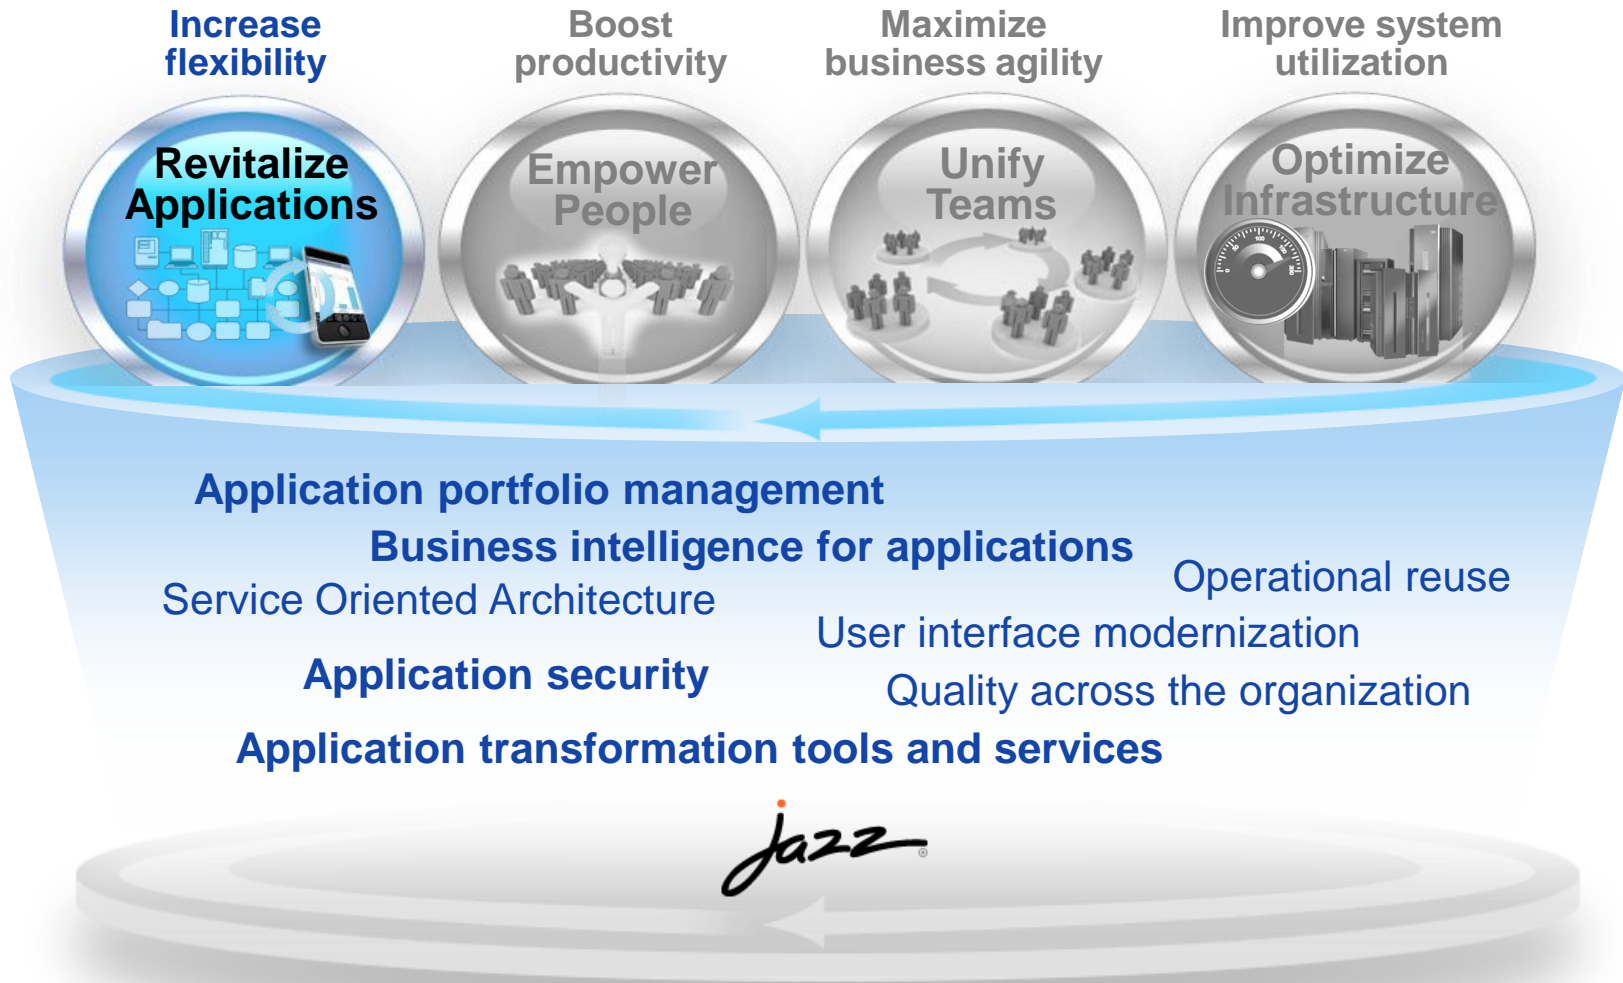 Increase
flexibility
Boost
productivity
Maximize
business agility
Improve system
utilization
Revitalize
Applications
Empower
People
Unify
Teams
Optimize
Infrastructure
Application portfolio management
Business intelligence for applications
Operational reuse
Service Oriented Architecture
User interface modernization
Application security
Quality across the organization
Application transformation tools and services
jazz